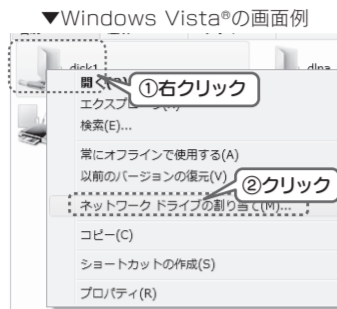 ▼Windows Vista®の画面例
disk1
dlna
開く
①右クリック
エクスプ
検索(E)...
常にオフラインで使用する(A)
以前のバージョンの復元(V)
②クリック
ネットワーク ドライブの割り当て(M)...
コピー(C)
ショートカットの作成(S)
プロパティ(R)